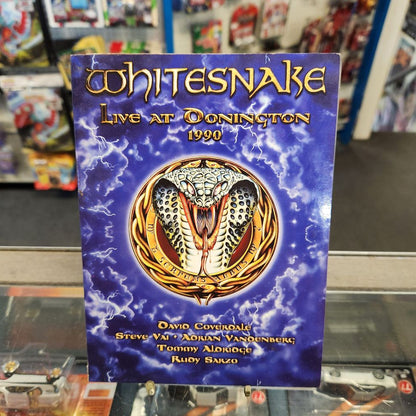 WHITESNAKE
LIVE AT DONINGTON
1990
DAVID COVERDALE
STEVE VAI • ADRIAN VANDENBERG
TOMMY ALDRIDGE
RUDY SARZO